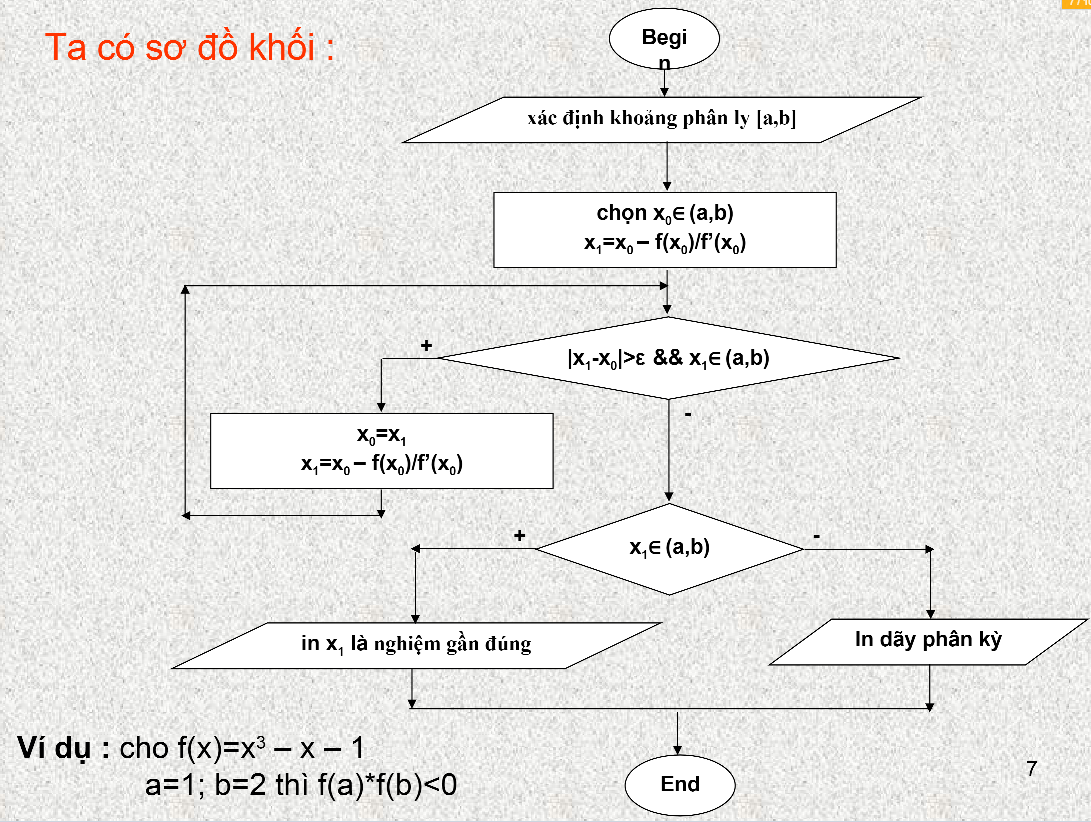 Ta có sơ đồ khối :
Begi
n
xác định khoảng phân ly [a,b]
chọn x₀∈(a,b)
x₁=x₀ – f(x₀)/f’(x₀)
|x₁-x₀|>ε && x₁∈(a,b)
+
-
x₀=x₁
x₁=x₀ – f(x₀)/f’(x₀)
x₁∈(a,b)
+
-
in x₁ là nghiệm gần đúng
In dãy phân kỳ
End
Ví dụ : cho f(x)=x³ – x – 1
a=1; b=2 thì f(a)*f(b)<0
7